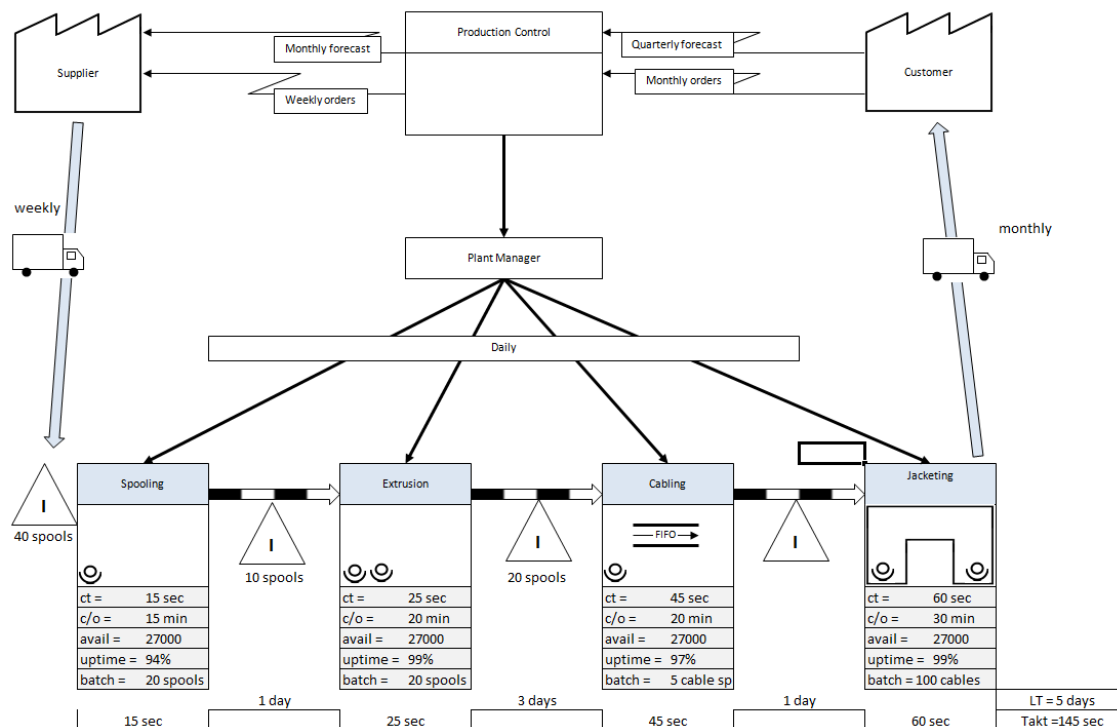 Production Control
Monthly forecast
Quarterly forecast
Supplier
Customer
Monthly orders
Weekly orders
weekly
monthly
Plant Manager
Daily
Spooling
Extrusion
Cabling
Jacketing
I
40 spools
I
10 spools
I
20 spools
FIFO
I
ct = 15 sec
c/o = 15 min
avail = 27000
uptime = 94%
batch = 20 spools
ct = 25 sec
c/o = 20 min
avail = 27000
uptime = 99%
batch = 20 spools
ct = 45 sec
c/o = 20 min
avail = 27000
uptime = 97%
batch = 5 cable sp
ct = 60 sec
c/o = 30 min
avail = 27000
uptime = 99%
batch =100 cables
1 day
3 days
1 day
LT = 5 days
15 sec
25 sec
45 sec
60 sec
Takt =145 sec